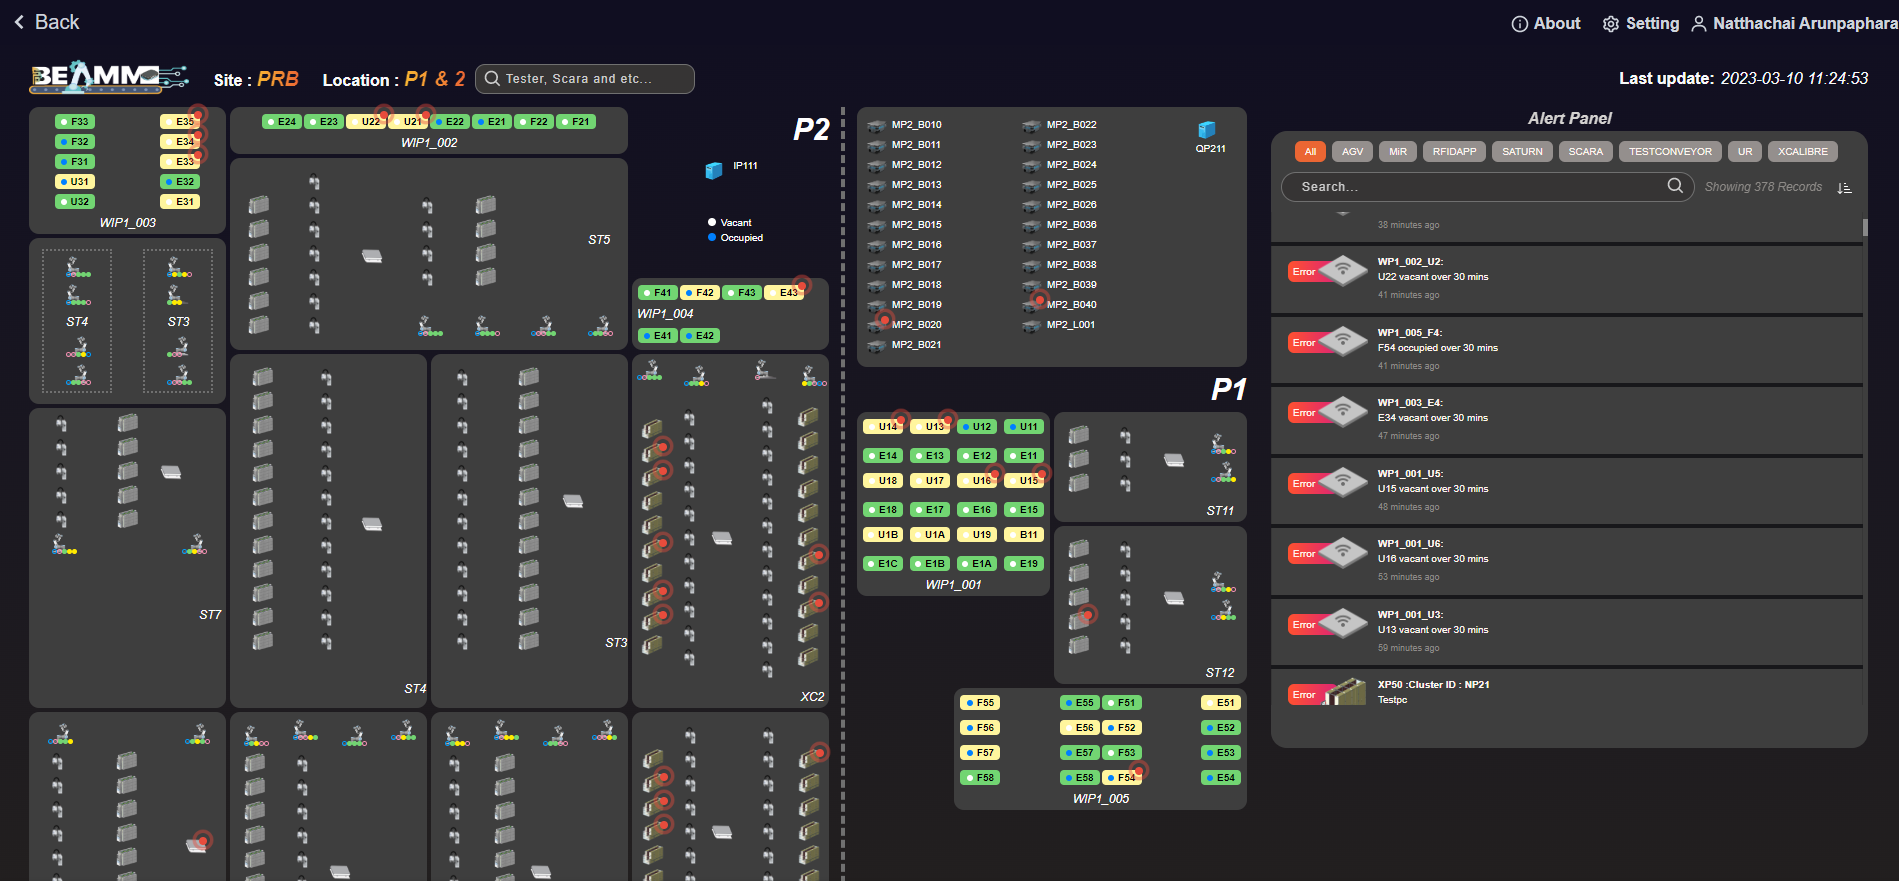 Back
About
Setting
Natthachai Arunpaphara
BEAMM
Site : PRB
Location : P1 & 2
Tester, Scara and etc...
Last update: 2023-03-10 11:24:53
F33
E35
F32
E34
F31
E33
U31
E32
U32
E31
WIP1_003
E24 E23 U22 U21 E22 E21 F22 F21
WIP1_002
P2
IP111
Vacant
Occupied
ST5
ST4
ST3
F41 F42 F43 E43
WIP1_004
E41 E42
ST7
ST4
ST3
XC2
MP2_B010
MP2_B011
MP2_B012
MP2_B013
MP2_B014
MP2_B015
MP2_B016
MP2_B017
MP2_B018
MP2_B019
MP2_B020
MP2_B021
MP2_B022
MP2_B023
MP2_B024
MP2_B025
MP2_B026
MP2_B036
MP2_B037
MP2_B038
MP2_B039
MP2_B040
MP2_L001
QP211
P1
U14 U13 U12 U11
E14 E13 E12 E11
U18 U17 U16 U15
E18 E17 E16 E15
U1B U1A U19 B11
E1C E1B E1A E19
WIP1_001
ST11
ST12
F55 E55 F51 E51
F56 E56 F52 E52
F57 E57 F53 E53
F58 E58 F54 E54
WIP1_005
Alert Panel
All AGV MiR RFIDAPP SATURN SCARA TESTCONVEYOR UR XCALIBRE
Search...
Showing 378 Records
38 minutes ago
Error
WP1_002_U2:
U22 vacant over 30 mins
41 minutes ago
Error
WP1_005_F4:
F54 occupied over 30 mins
41 minutes ago
Error
WP1_003_E4:
E34 vacant over 30 mins
47 minutes ago
Error
WP1_001_U5:
U15 vacant over 30 mins
48 minutes ago
Error
WP1_001_U6:
U16 vacant over 30 mins
53 minutes ago
Error
WP1_001_U3:
U13 vacant over 30 mins
59 minutes ago
Error
XP50 :Cluster ID : NP21
Testpc